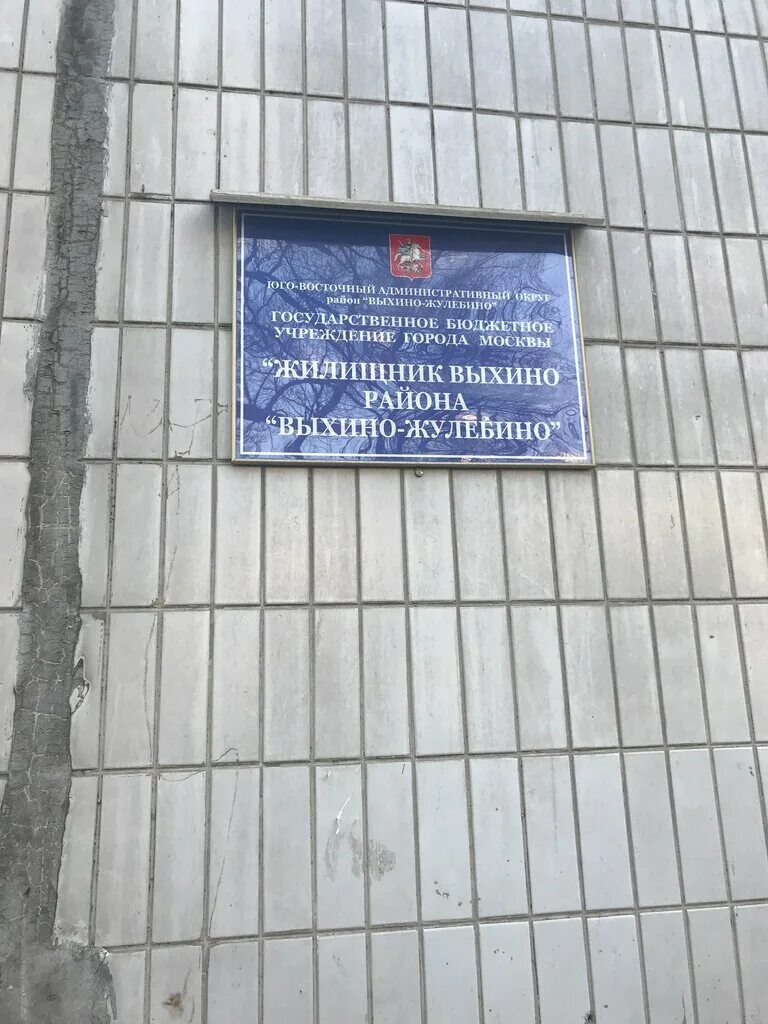 ЮГО-ВОСТОЧНЫЙ АДМИНИСТРАТИВНЫЙ ОКРУГ
район "ВЫХИНО-ЖУЛЕБИНО"
ГОСУДАРСТВЕННОЕ БЮДЖЕТНОЕ
УЧРЕЖДЕНИЕ ГОРОДА МОСКВЫ
"ЖИЛИЩНИК ВЫХИНО
РАЙОНА
"ВЫХИНО-ЖУЛЕБИНО"